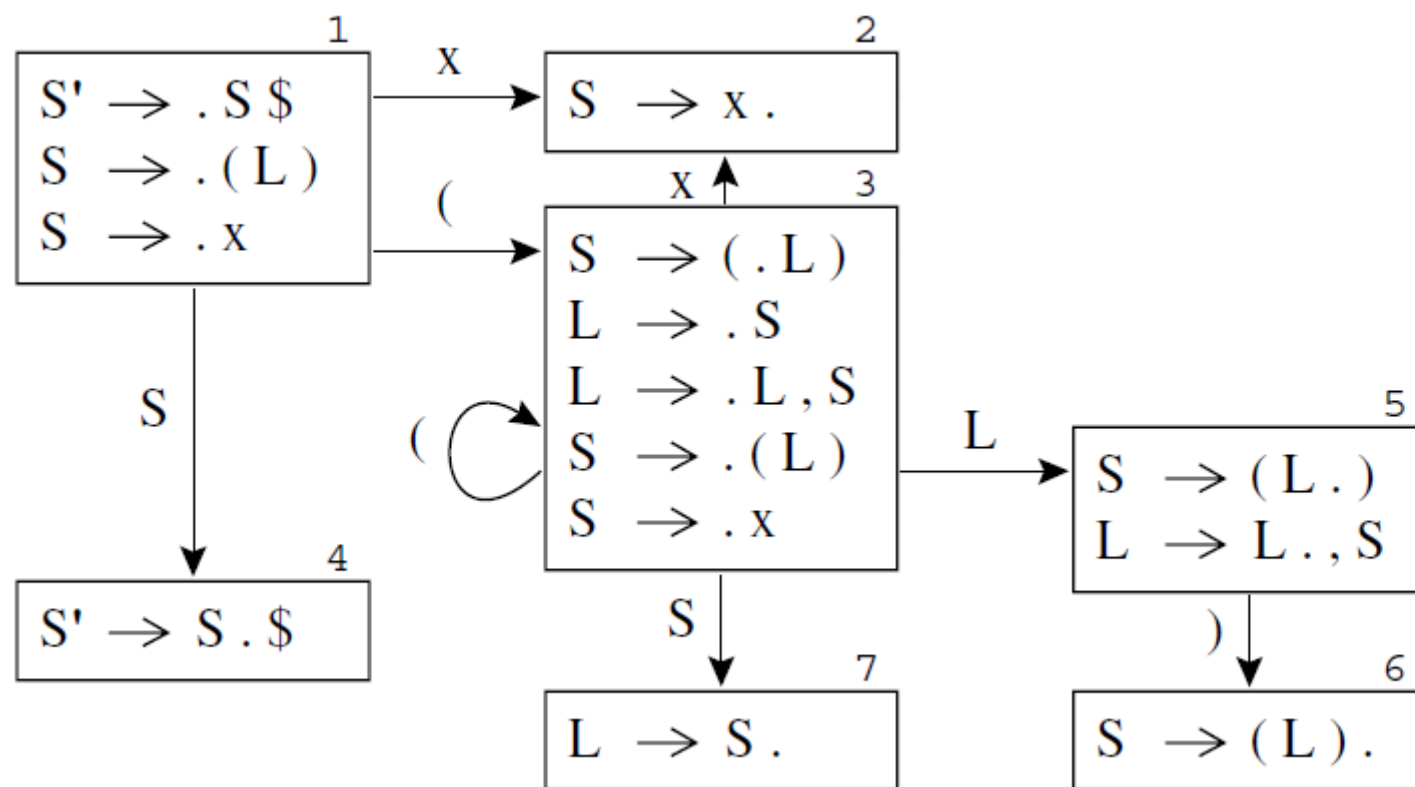 1
S' → . S $
S → . ( L )
S → . x
x
2
S → x .
(
x
3
S → ( . L )
L → . S
L → . L , S
S → . ( L )
S → . x
(
S
4
S' → S . $
L
5
S → ( L . )
L → L . , S
S
7
L → S .
)
6
S → ( L ) .